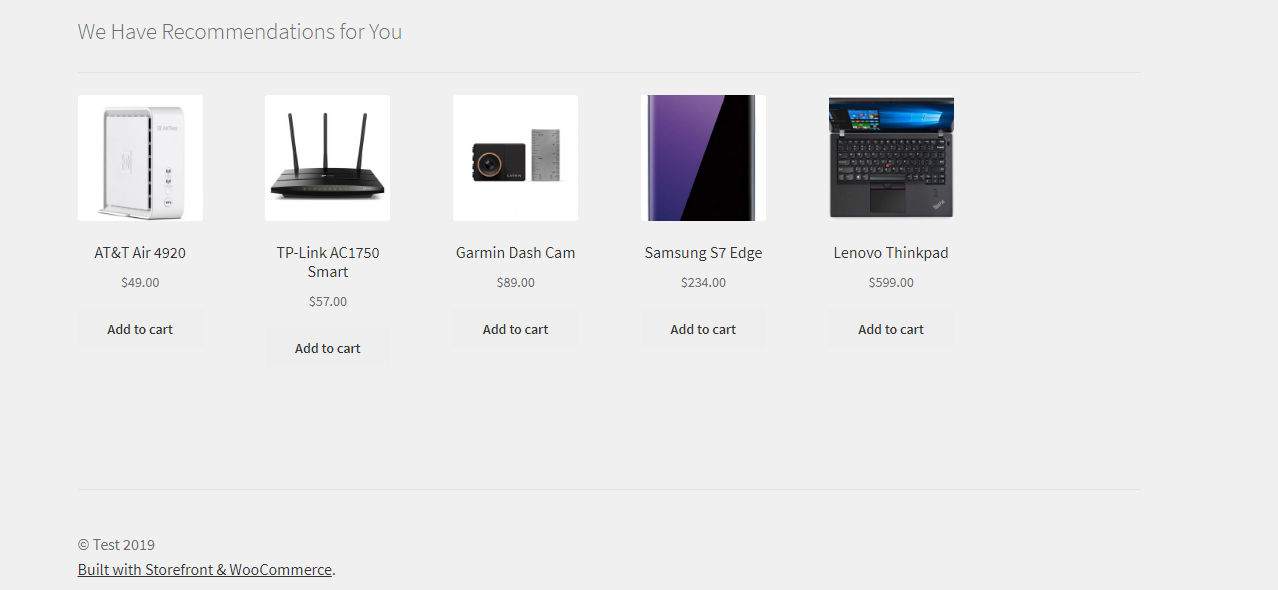 We Have Recommendations for You
AirTies
GARMIN
AT&T Air 4920
$49.00
Add to cart
TP-Link AC1750
Smart
$57.00
Add to cart
Garmin Dash Cam
$89.00
Add to cart
Samsung S7 Edge
$234.00
Add to cart
Lenovo Thinkpad
$599.00
Add to cart
© Test 2019
Built with Storefront & WooCommerce.